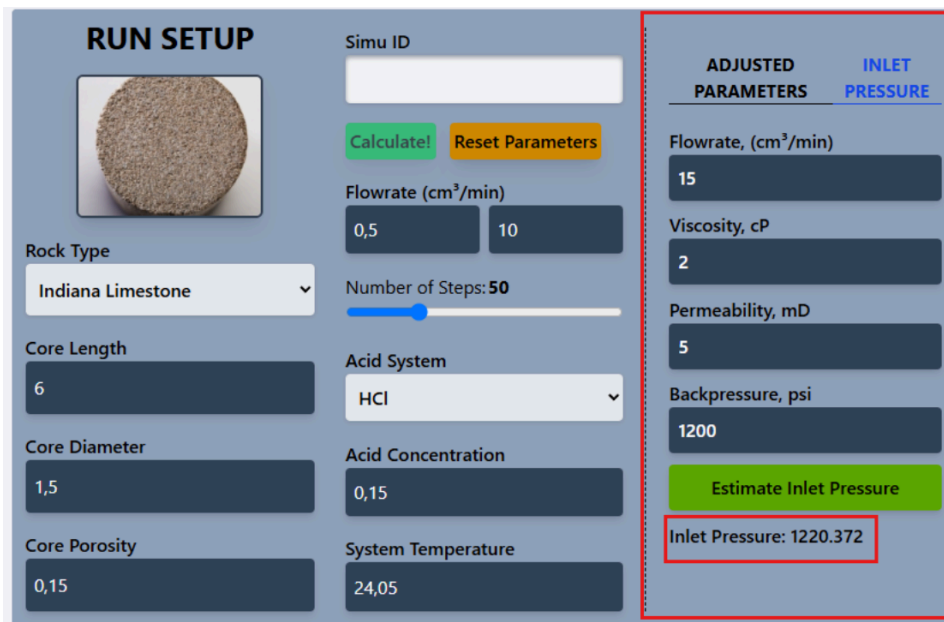 RUN SETUP
Rock Type
Indiana Limestone
Core Length
6
Core Diameter
1,5
Core Porosity
0,15
Simu ID
Calculate!
Reset Parameters
Flowrate (cm³/min)
0,5
10
Number of Steps: 50
Acid System
HCl
Acid Concentration
0,15
System Temperature
24,05
ADJUSTED
PARAMETERS
INLET
PRESSURE
Flowrate, (cm³/min)
15
Viscosity, cP
2
Permeability, mD
5
Backpressure, psi
1200
Estimate Inlet Pressure
Inlet Pressure: 1220.372